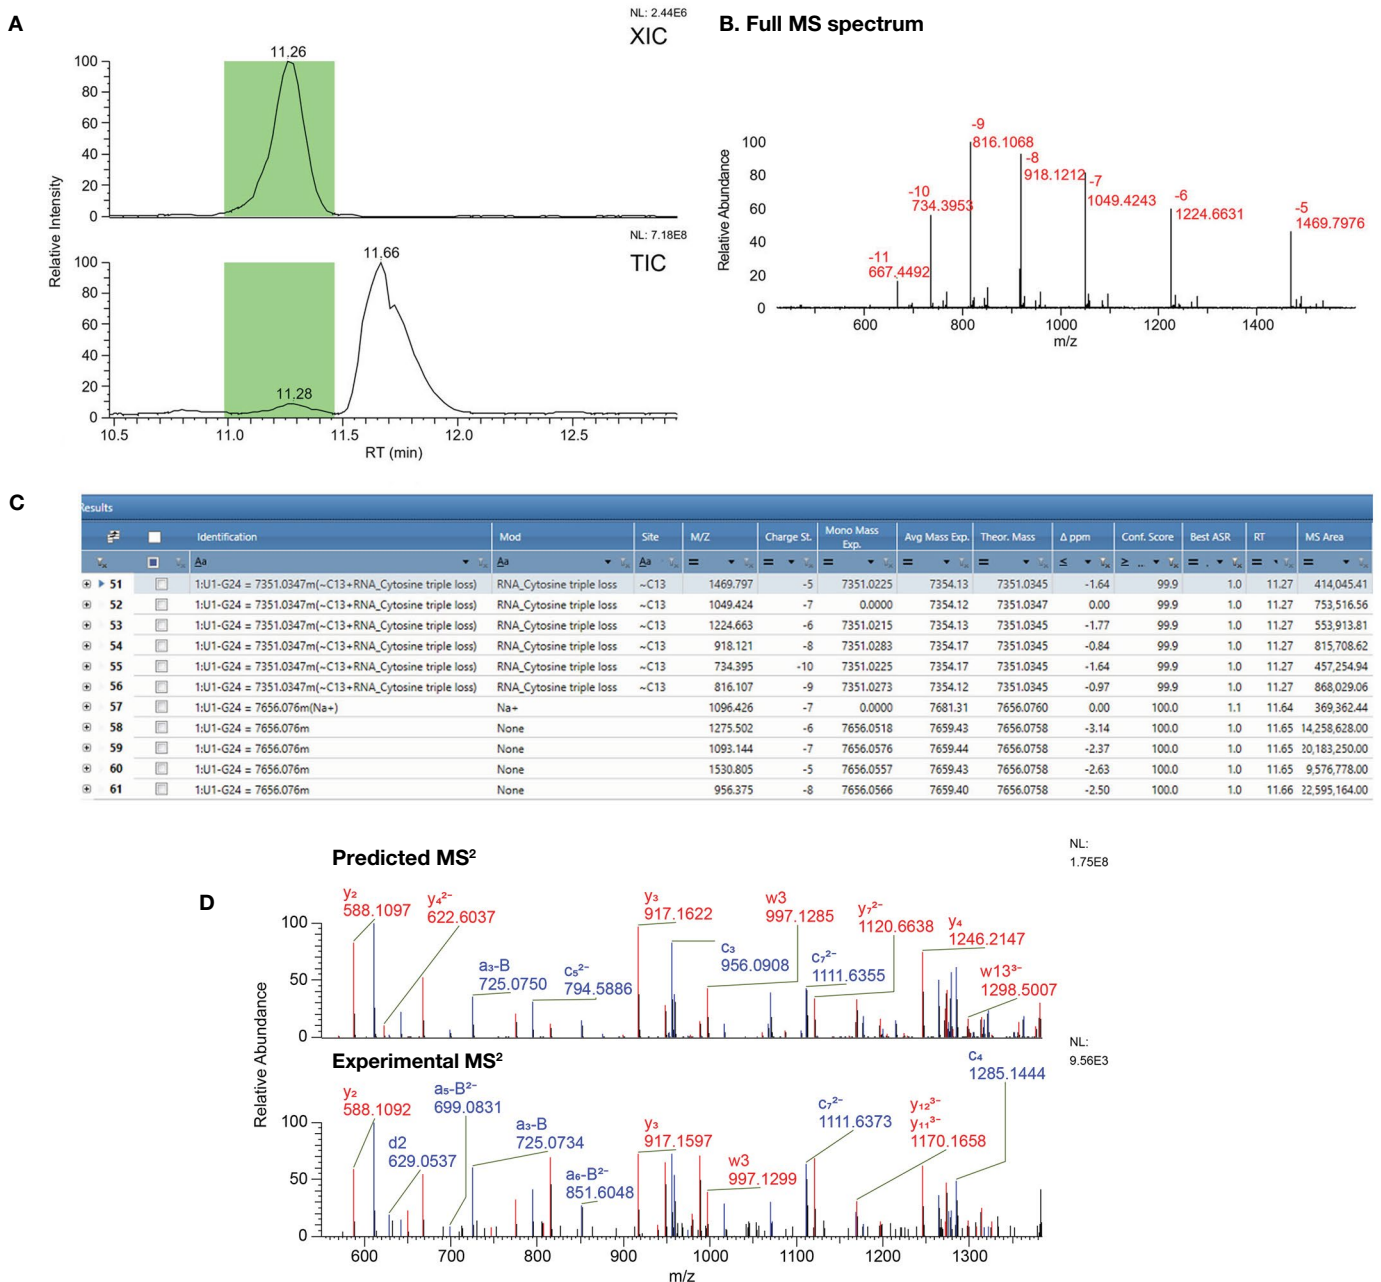 A
NL: 2.44E6
XIC
11.26
100
80
60
40
20
0
Relative Intensity
NL: 7.18E8
TIC
11.66
100
80
60
40
20
0
11.28
10.5 11.0 11.5 12.0 12.5
RT (min)
B. Full MS spectrum
Relative Abundance
100
80
60
40
20
0
-11
667.4492
-10
734.3953
-9
816.1068
-8
918.1212
-7
1049.4243
-6
1224.6631
-5
1469.7976
600 800 1000 1200 1400
m/z
C
Results
Identification Mod Site M/Z Charge St. Mono Mass Exp. Avg Mass Exp. Theor. Mass Δ ppm Conf. Score Best ASR RT MS Area
Aa Aa Aa = = = = = ≤ ≥ .. = . = =
51 1:U1-G24 = 7351.0347m(~C13+RNA_Cytosine triple loss) RNA_Cytosine triple loss ~C13 1469.797 -5 7351.0225 7354.13 7351.0345 -1.64 99.9 1.0 11.27 414,045.41
52 1:U1-G24 = 7351.0347m(~C13+RNA_Cytosine triple loss) RNA_Cytosine triple loss ~C13 1049.424 -7 0.0000 7354.12 7351.0347 0.00 99.9 1.0 11.27 753,516.56
53 1:U1-G24 = 7351.0347m(~C13+RNA_Cytosine triple loss) RNA_Cytosine triple loss ~C13 1224.663 -6 7351.0215 7354.13 7351.0345 -1.77 99.9 1.0 11.27 553,913.81
54 1:U1-G24 = 7351.0347m(~C13+RNA_Cytosine triple loss) RNA_Cytosine triple loss ~C13 918.121 -8 7351.0283 7354.17 7351.0345 -0.84 99.9 1.0 11.27 815,708.62
55 1:U1-G24 = 7351.0347m(~C13+RNA_Cytosine triple loss) RNA_Cytosine triple loss ~C13 734.395 -10 7351.0225 7354.17 7351.0345 -1.64 99.9 1.0 11.27 457,254.94
56 1:U1-G24 = 7351.0347m(~C13+RNA_Cytosine triple loss) RNA_Cytosine triple loss ~C13 816.107 -9 7351.0273 7354.12 7351.0345 -0.97 99.9 1.0 11.27 868,029.06
57 1:U1-G24 = 7656.076m(Na+) Na+ 1096.426 -7 0.0000 7681.31 7656.0760 0.00 100.0 1.1 11.64 369,362.44
58 1:U1-G24 = 7656.076m None 1275.502 -6 7656.0518 7659.43 7656.0758 -3.14 100.0 1.0 11.65 14,258,628.00
59 1:U1-G24 = 7656.076m None 1093.144 -7 7656.0576 7659.44 7656.0758 -2.37 100.0 1.0 11.65 20,183,250.00
60 1:U1-G24 = 7656.076m None 1530.805 -5 7656.0557 7659.43 7656.0758 -2.63 100.0 1.0 11.65 9,576,778.00
61 1:U1-G24 = 7656.076m None 956.375 -8 7656.0566 7659.40 7656.0758 -2.50 100.0 1.0 11.66 22,595,164.00
D
Predicted MS²
NL:
1.75E8
y₂
588.1097
y₄²⁻
622.6037
a₃-B
725.0750
c₅²⁻
794.5886
y₃
917.1622
c₃
956.0908
w3
997.1285
c₇²⁻
1111.6355
y₇²⁻
1120.6638
y₄
1246.2147
w13³⁻
1298.5007
100
50
0
Relative Abundance
Experimental MS²
NL:
9.56E3
y₂
588.1092
d2
629.0537
a₅-B²⁻
699.0831
a₃-B
725.0734
a₆-B²⁻
851.6048
y₃
917.1597
w3
997.1299
c₇²⁻
1111.6373
y₁₂³⁻
y₁₁³⁻
1170.1658
c₄
1285.1444
100
50
0
600 700 800 900 1000 1100 1200 1300
m/z